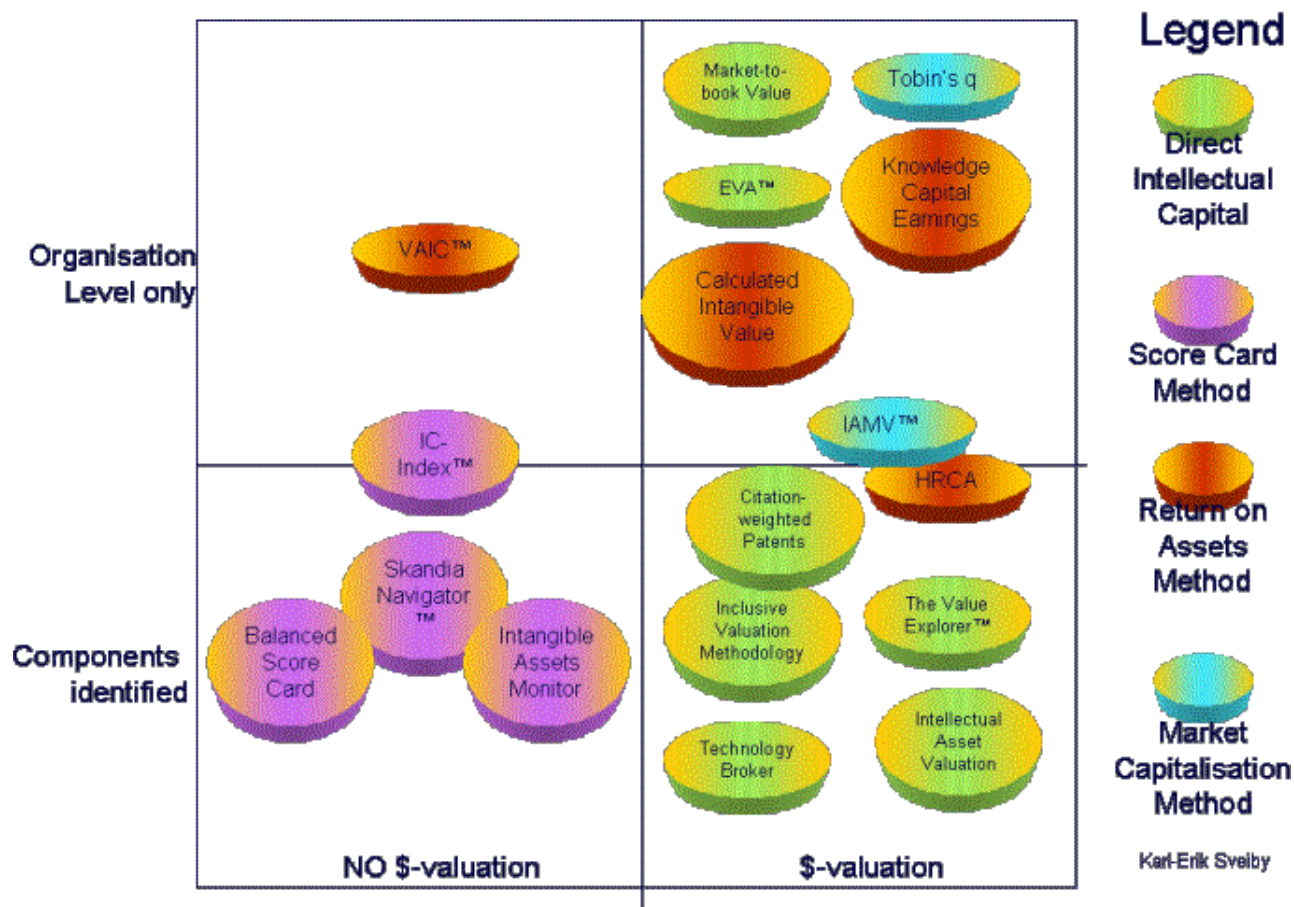 Legend
Market-to-
book Value
Tobin's q
Direct
Intellectual
Capital
EVA™
Knowledge
Capital
Earnings
Organisation
Level only
VAIC™
Calculated
Intangible
Value
Score Card
Method
IC-
Index™
IAMV™
HRCA
Citation-
weighted
Patents
Return on
Assets
Method
Skandia
Navigator
™
Balanced
Score
Card
Intangible
Assets
Monitor
Inclusive
Valuation
Methodology
The Value
Explorer™
Components
identified
Technology
Broker
Intellectual
Asset
Valuation
Market
Capitalisation
Method
NO $-valuation
$-valuation
Karl-Erik Sveiby